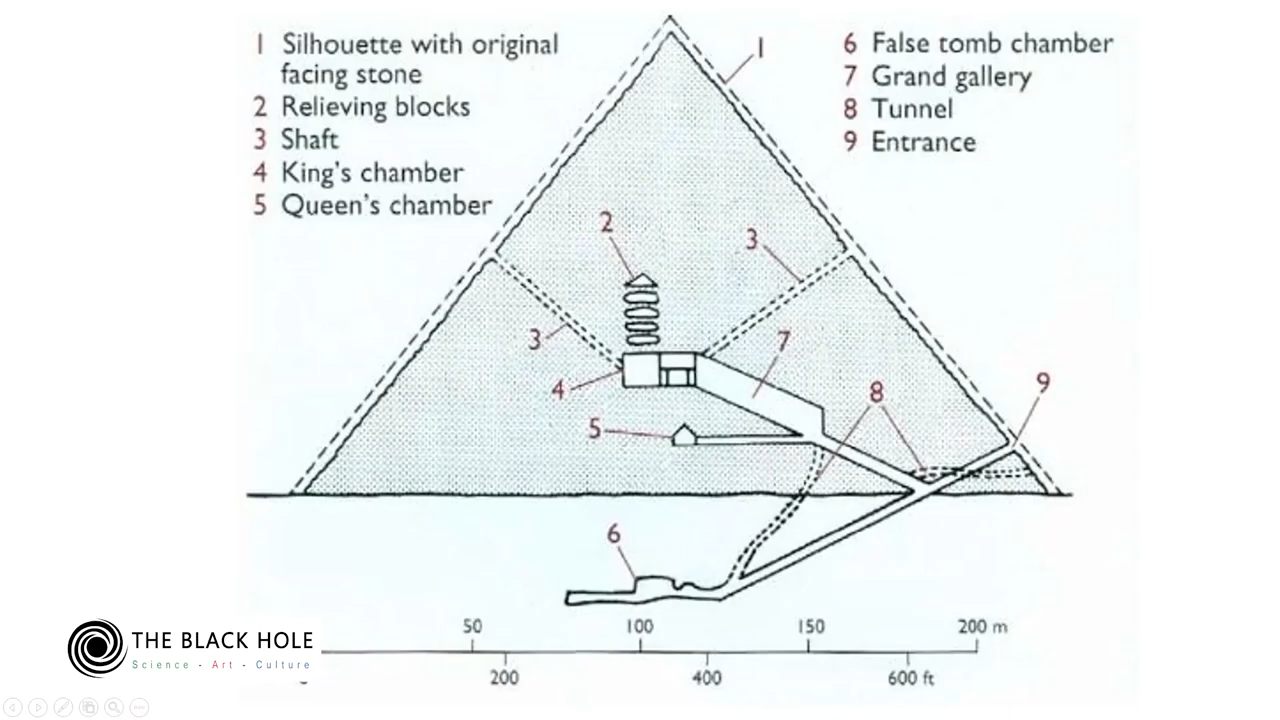 1 Silhouette with original
facing stone
2 Relieving blocks
3 Shaft
4 King's chamber
5 Queen's chamber
6 False tomb chamber
7 Grand gallery
8 Tunnel
9 Entrance
1
2
3
3
7
4
8
9
5
6
50 100 150 200 m
200 400 600 ft
THE BLACK HOLE
Science - Art - Culture